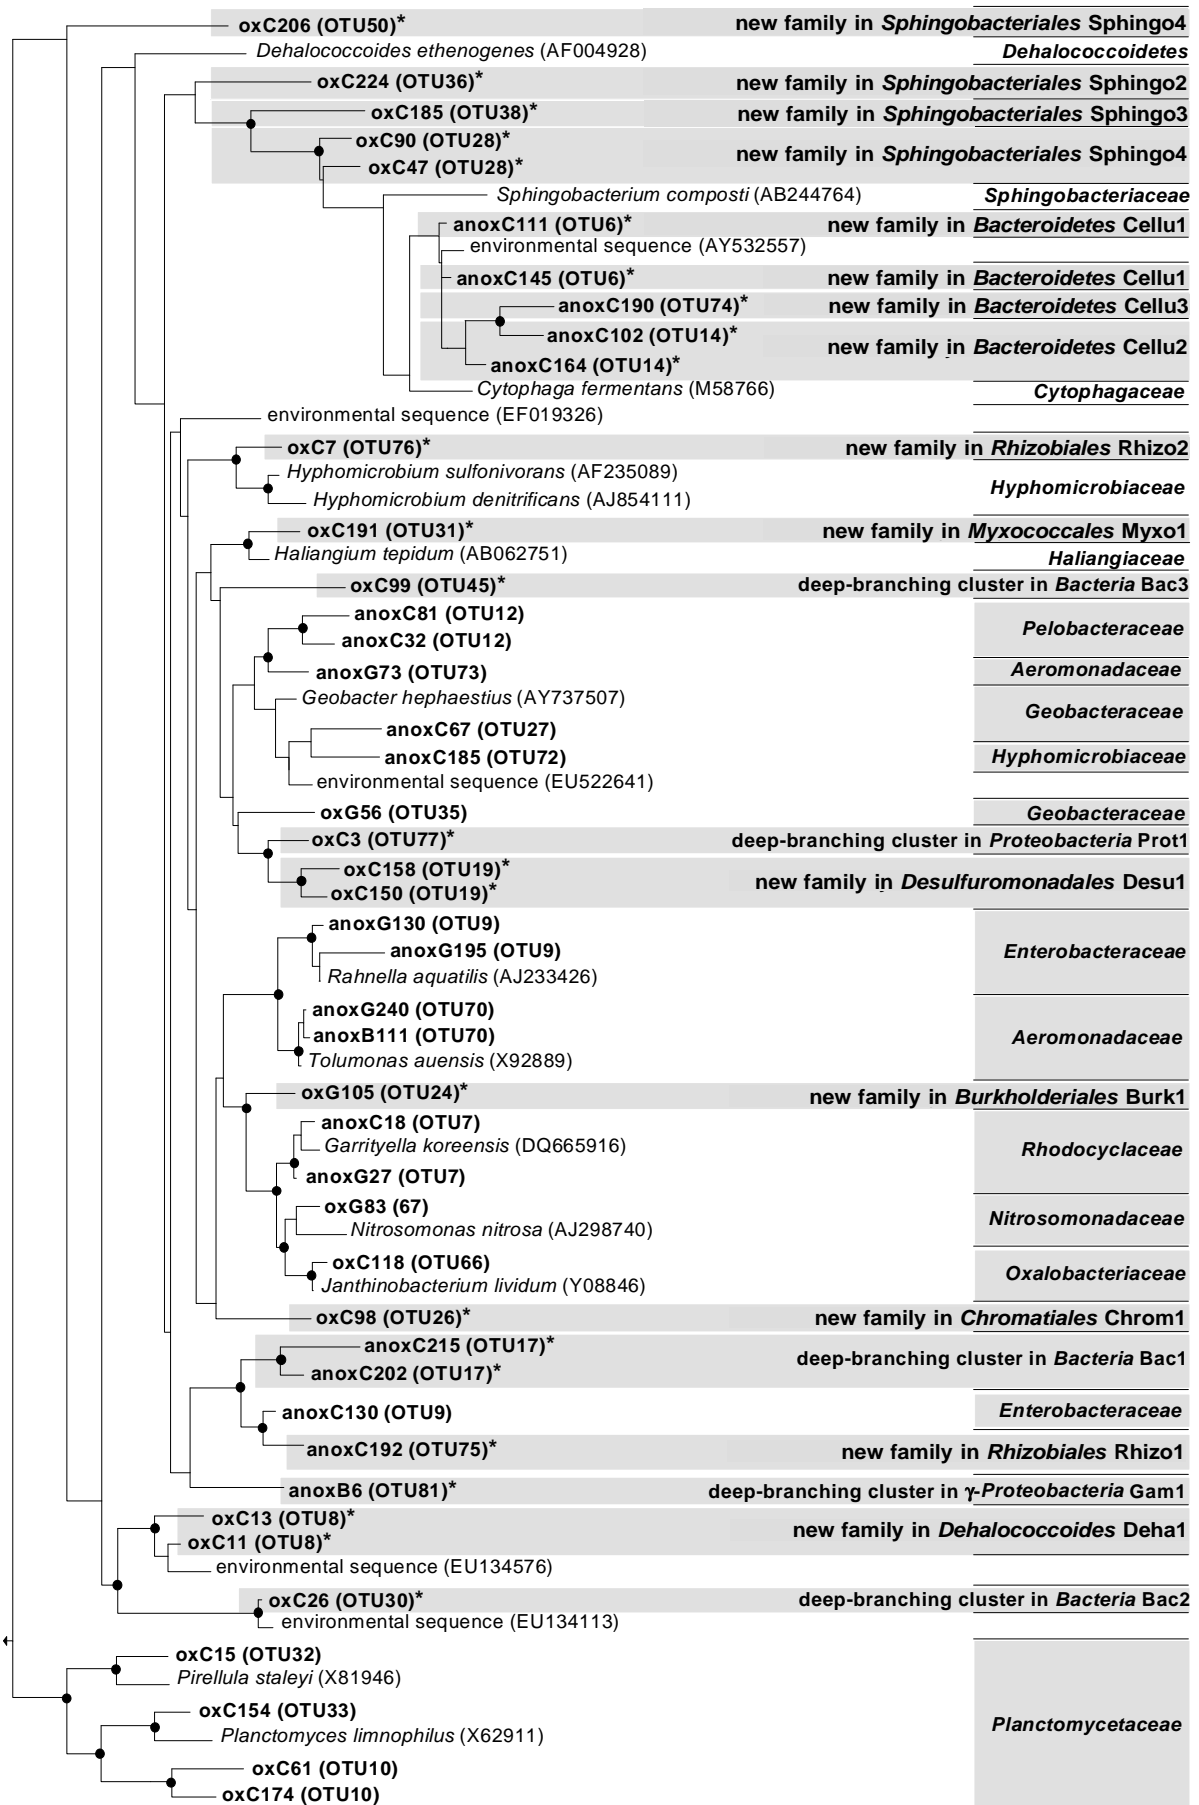 oxC206 (OTU50)* new family in Sphingobacteriales Sphingo4
Dehalococcoides ethenogenes (AF004928) Dehalococcoidetes
oxC224 (OTU36)* new family in Sphingobacteriales Sphingo2
oxC185 (OTU38)* new family in Sphingobacteriales Sphingo3
oxC90 (OTU28)*
new family in Sphingobacteriales Sphingo4
oxC47 (OTU28)*
Sphingobacterium composti (AB244764) Sphingobacteriaceae
anoxC111 (OTU6)* new family in Bacteroidetes Cellu1
environmental sequence (AY532557)
anoxC145 (OTU6)* new family in Bacteroidetes Cellu1
anoxC190 (OTU74)* new family in Bacteroidetes Cellu3
anoxC102 (OTU14)*
new family in Bacteroidetes Cellu2
anoxC164 (OTU14)*
Cytophaga fermentans (M58766) Cytophagaceae
environmental sequence (EF019326)
oxC7 (OTU76)* new family in Rhizobiales Rhizo2
Hyphomicrobium sulfonivorans (AF235089)
Hyphomicrobiaceae
Hyphomicrobium denitrificans (AJ854111)
oxC191 (OTU31)* new family in Myxococcales Myxo1
Haliangium tepidum (AB062751) Haliangiaceae
oxC99 (OTU45)* deep-branching cluster in Bacteria Bac3
anoxC81 (OTU12)
Pelobacteraceae
anoxC32 (OTU12)
anoxG73 (OTU73) Aeromonadaceae
Geobacter hephaestius (AY737507)
Geobacteraceae
anoxC67 (OTU27)
anoxC185 (OTU72) Hyphomicrobiaceae
environmental sequence (EU522641)
oxG56 (OTU35) Geobacteraceae
oxC3 (OTU77)* deep-branching cluster in Proteobacteria Prot1
oxC158 (OTU19)*
new family in Desulfuromonadales Desu1
oxC150 (OTU19)*
anoxG130 (OTU9)
anoxG195 (OTU9) Enterobacteraceae
Rahnella aquatilis (AJ233426)
anoxG240 (OTU70)
anoxB111 (OTU70) Aeromonadaceae
Tolumonas auensis (X92889)
oxG105 (OTU24)* new family in Burkholderiales Burk1
anoxC18 (OTU7)
Garrityella koreensis (DQ665916) Rhodocyclaceae
anoxG27 (OTU7)
oxG83 (67)
Nitrosomonadaceae
Nitrosomonas nitrosa (AJ298740)
oxC118 (OTU66)
Oxalobacteriaceae
Janthinobacterium lividum (Y08846)
oxC98 (OTU26)* new family in Chromatiales Chrom1
anoxC215 (OTU17)*
deep-branching cluster in Bacteria Bac1
anoxC202 (OTU17)*
anoxC130 (OTU9) Enterobacteraceae
anoxC192 (OTU75)* new family in Rhizobiales Rhizo1
anoxB6 (OTU81)* deep-branching cluster in γ-Proteobacteria Gam1
oxC13 (OTU8)*
new family in Dehalococcoides Deha1
oxC11 (OTU8)*
environmental sequence (EU134576)
oxC26 (OTU30)* deep-branching cluster in Bacteria Bac2
environmental sequence (EU134113)
oxC15 (OTU32)
Pirellula staleyi (X81946)
oxC154 (OTU33)
Planctomycetaceae
Planctomyces limnophilus (X62911)
oxC61 (OTU10)
oxC174 (OTU10)